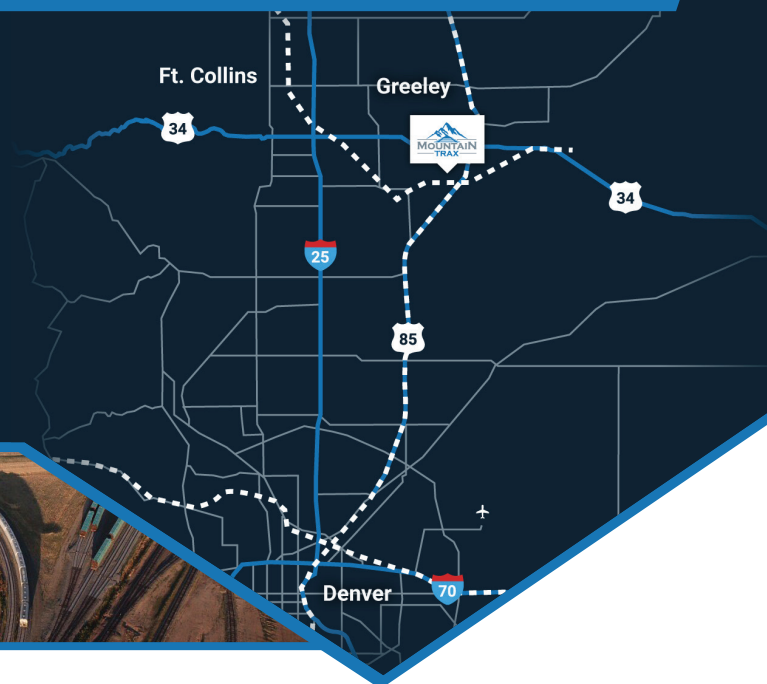 Ft. Collins
Greeley
34
MOUNTAIN
TRAX
34
25
85
Denver
70